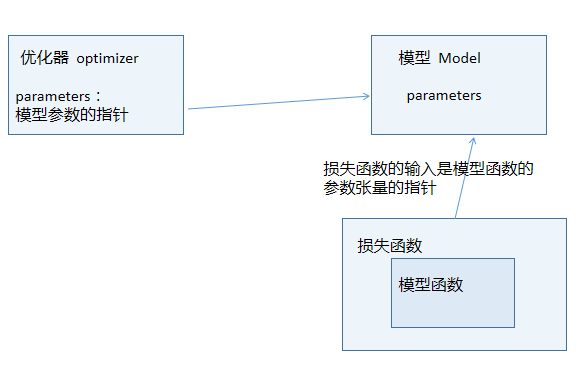 优化器 optimizer
parameters：
模型参数的指针
模型 Model
parameters
损失函数的输入是模型函数的
参数张量的指针
损失函数
模型函数